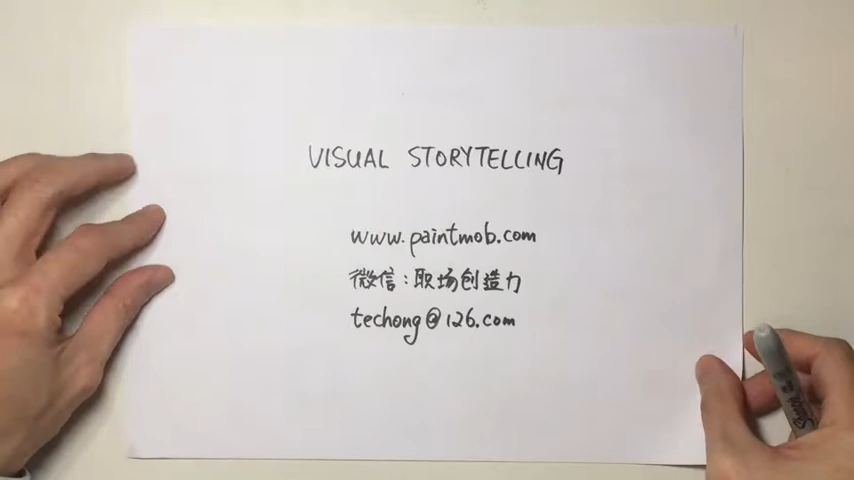 VISUAL STORYTELLING
www.paintmob.com
微信:职场创造力
techong@126.com